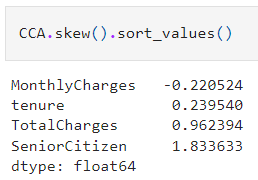 CCA.skew().sort_values()
MonthlyCharges   -0.220524
tenure            0.239540
TotalCharges      0.962394
SeniorCitizen     1.833633
dtype: float64